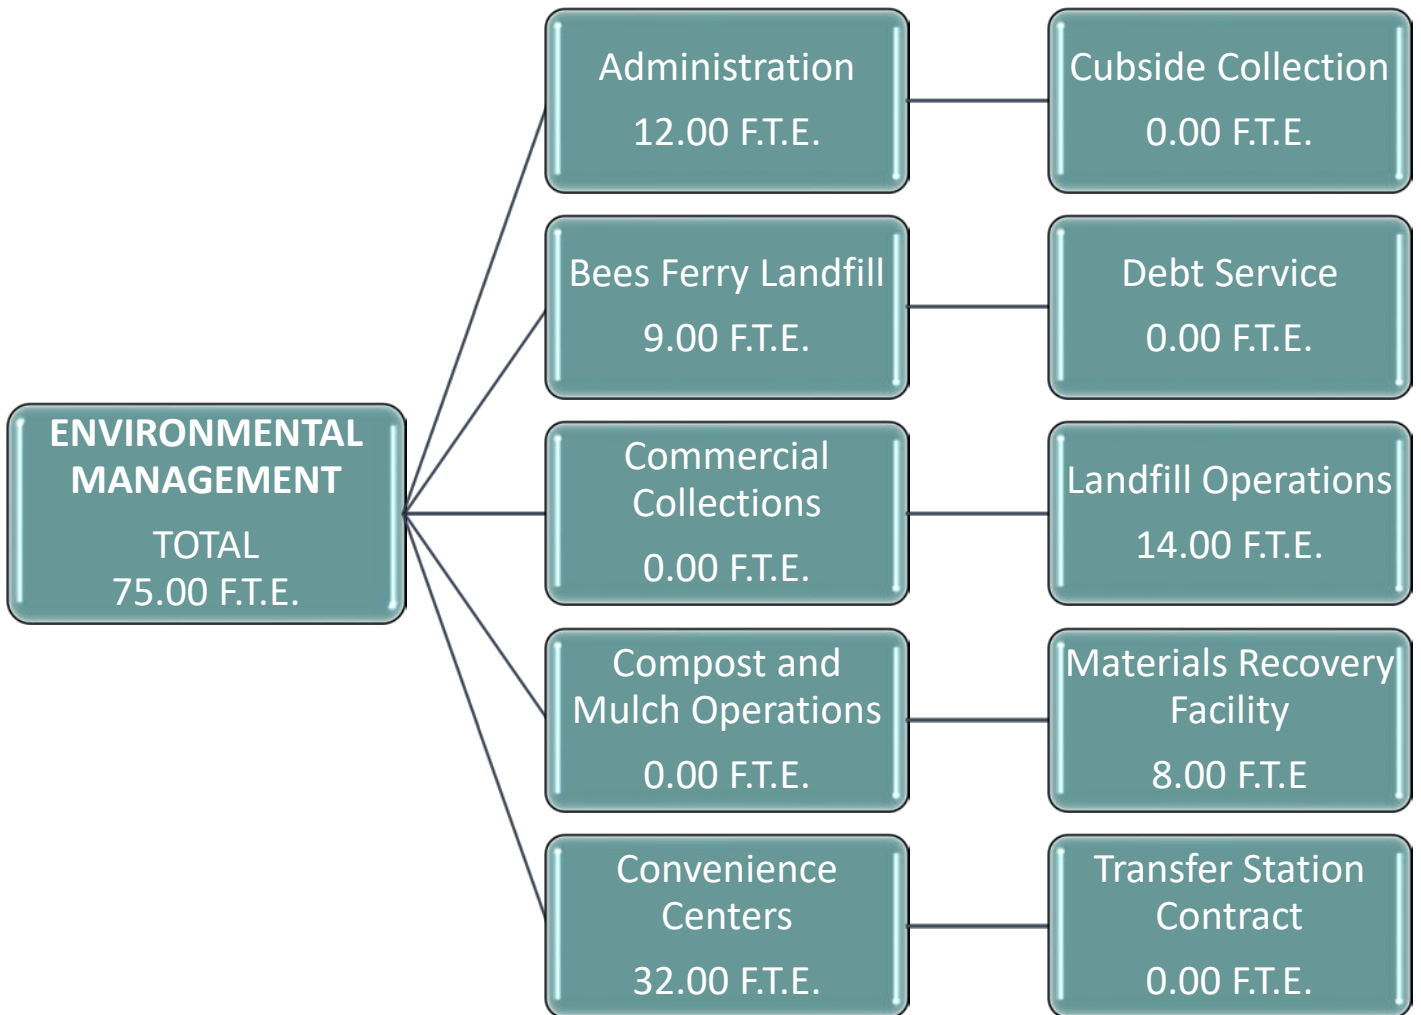 ENVIRONMENTAL
MANAGEMENT
TOTAL
75.00 F.T.E.
Administration
12.00 F.T.E.
Cubside Collection
0.00 F.T.E.
Bees Ferry Landfill
9.00 F.T.E.
Debt Service
0.00 F.T.E.
Commercial
Collections
0.00 F.T.E.
Landfill Operations
14.00 F.T.E.
Compost and
Mulch Operations
0.00 F.T.E.
Materials Recovery
Facility
8.00 F.T.E
Convenience
Centers
32.00 F.T.E.
Transfer Station
Contract
0.00 F.T.E.